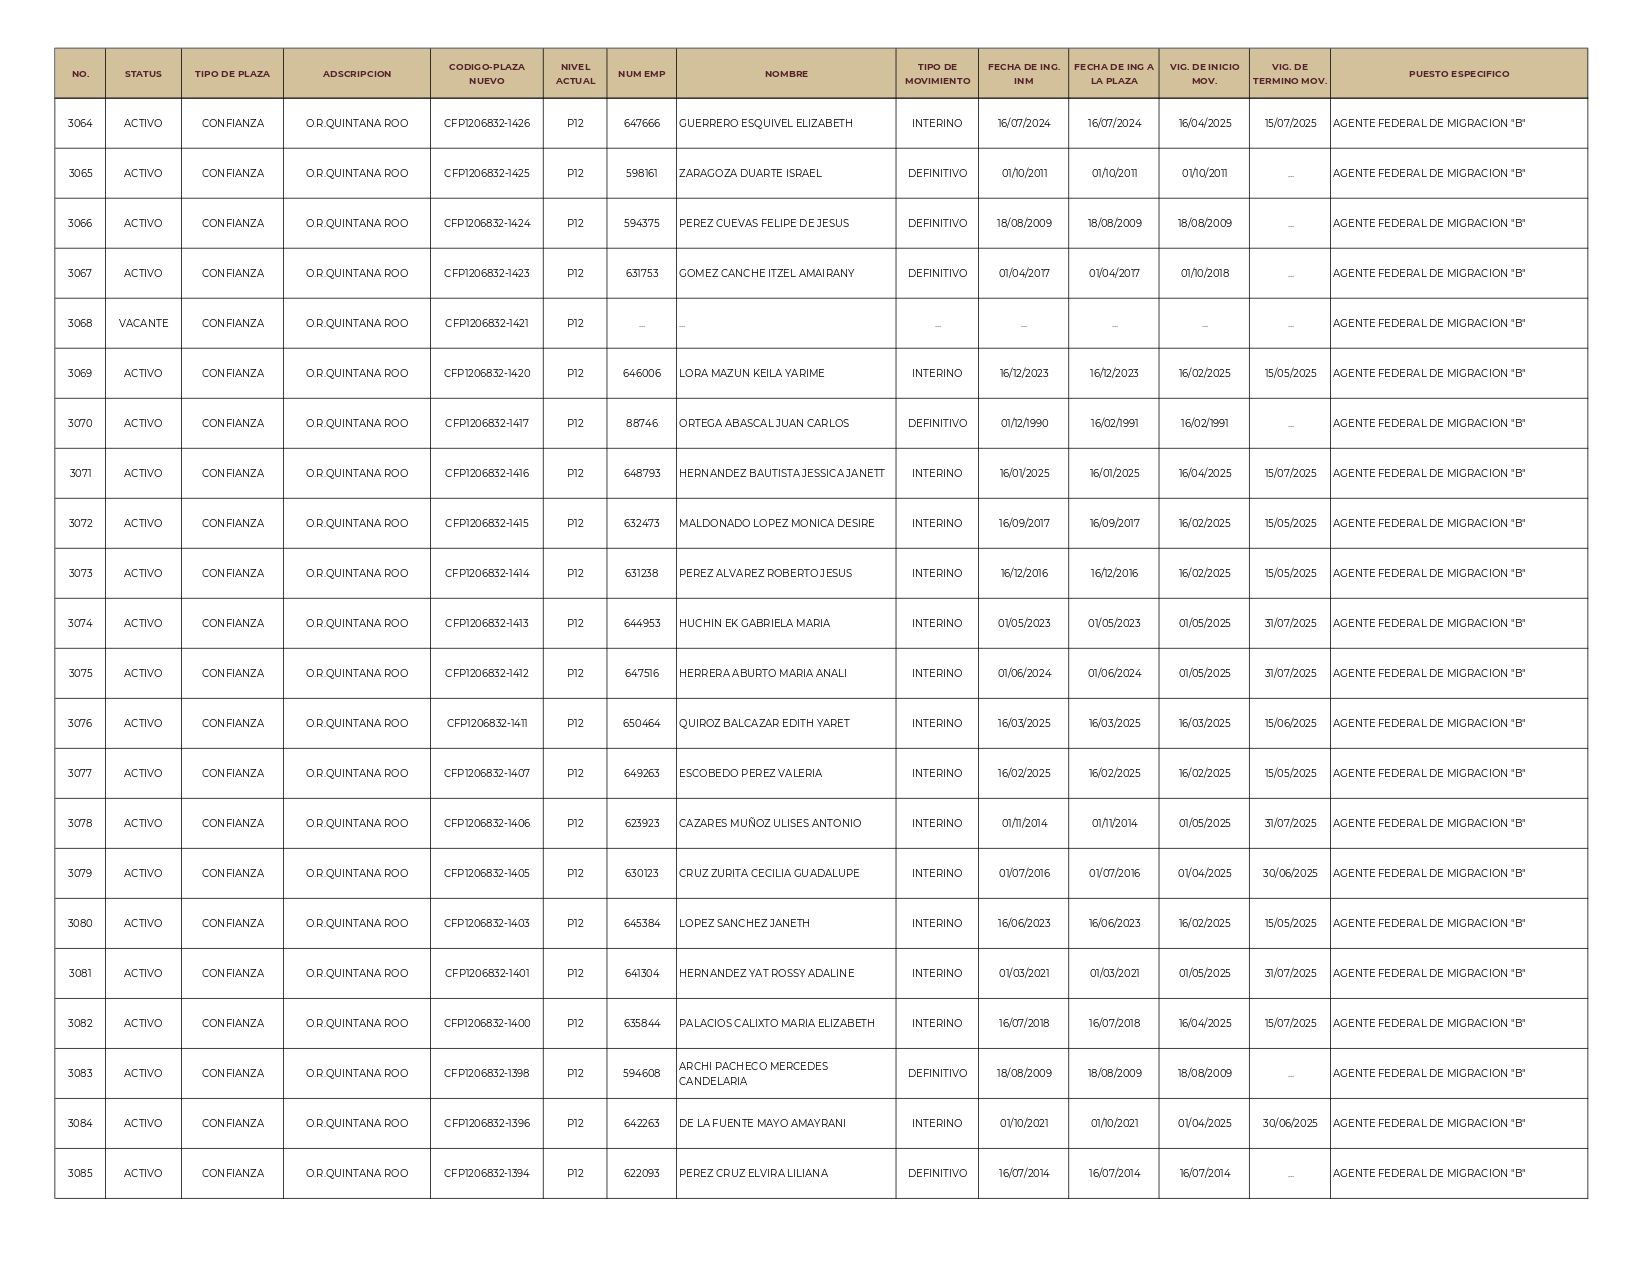 NO. STATUS TIPO DE PLAZA ADSCRIPCION CODIGO-PLAZA NUEVO NIVEL ACTUAL NUM EMP NOMBRE TIPO DE MOVIMIENTO FECHA DE ING. INM FECHA DE ING A LA PLAZA VIG. DE INICIO MOV. VIG. DE TERMINO MOV. PUESTO ESPECIFICO
3064 ACTIVO CONFIANZA O.R.QUINTANA ROO CFP1206832-1426 P12 647666 GUERRERO ESQUIVEL ELIZABETH INTERINO 16/07/2024 16/07/2024 16/04/2025 15/07/2025 AGENTE FEDERAL DE MIGRACION "B"
3065 ACTIVO CONFIANZA O.R.QUINTANA ROO CFP1206832-1425 P12 598161 ZARAGOZA DUARTE ISRAEL DEFINITIVO 01/10/2011 01/10/2011 01/10/2011 ... AGENTE FEDERAL DE MIGRACION "B"
3066 ACTIVO CONFIANZA O.R.QUINTANA ROO CFP1206832-1424 P12 594375 PEREZ CUEVAS FELIPE DE JESUS DEFINITIVO 18/08/2009 18/08/2009 18/08/2009 ... AGENTE FEDERAL DE MIGRACION "B"
3067 ACTIVO CONFIANZA O.R.QUINTANA ROO CFP1206832-1423 P12 631753 GOMEZ CANCHE ITZEL AMAIRANY DEFINITIVO 01/04/2017 01/04/2017 01/10/2018 ... AGENTE FEDERAL DE MIGRACION "B"
3068 VACANTE CONFIANZA O.R.QUINTANA ROO CFP1206832-1421 P12 ... ... ... ... ... ... ... AGENTE FEDERAL DE MIGRACION "B"
3069 ACTIVO CONFIANZA O.R.QUINTANA ROO CFP1206832-1420 P12 646006 LORA MAZUN KEILA YARIME INTERINO 16/12/2023 16/12/2023 16/02/2025 15/05/2025 AGENTE FEDERAL DE MIGRACION "B"
3070 ACTIVO CONFIANZA O.R.QUINTANA ROO CFP1206832-1417 P12 88746 ORTEGA ABASCAL JUAN CARLOS DEFINITIVO 01/12/1990 16/02/1991 16/02/1991 ... AGENTE FEDERAL DE MIGRACION "B"
3071 ACTIVO CONFIANZA O.R.QUINTANA ROO CFP1206832-1416 P12 648793 HERNANDEZ BAUTISTA JESSICA JANETT INTERINO 16/01/2025 16/01/2025 16/04/2025 15/07/2025 AGENTE FEDERAL DE MIGRACION "B"
3072 ACTIVO CONFIANZA O.R.QUINTANA ROO CFP1206832-1415 P12 632473 MALDONADO LOPEZ MONICA DESIRE INTERINO 16/09/2017 16/09/2017 16/02/2025 15/05/2025 AGENTE FEDERAL DE MIGRACION "B"
3073 ACTIVO CONFIANZA O.R.QUINTANA ROO CFP1206832-1414 P12 631238 PEREZ ALVAREZ ROBERTO JESUS INTERINO 16/12/2016 16/12/2016 16/02/2025 15/05/2025 AGENTE FEDERAL DE MIGRACION "B"
3074 ACTIVO CONFIANZA O.R.QUINTANA ROO CFP1206832-1413 P12 644953 HUCHIN EK GABRIELA MARIA INTERINO 01/05/2023 01/05/2023 01/05/2025 31/07/2025 AGENTE FEDERAL DE MIGRACION "B"
3075 ACTIVO CONFIANZA O.R.QUINTANA ROO CFP1206832-1412 P12 647516 HERRERA ABURTO MARIA ANALI INTERINO 01/06/2024 01/06/2024 01/05/2025 31/07/2025 AGENTE FEDERAL DE MIGRACION "B"
3076 ACTIVO CONFIANZA O.R.QUINTANA ROO CFP1206832-1411 P12 650464 QUIROZ BALCAZAR EDITH YARET INTERINO 16/03/2025 16/03/2025 16/03/2025 15/06/2025 AGENTE FEDERAL DE MIGRACION "B"
3077 ACTIVO CONFIANZA O.R.QUINTANA ROO CFP1206832-1407 P12 649263 ESCOBEDO PEREZ VALERIA INTERINO 16/02/2025 16/02/2025 16/02/2025 15/05/2025 AGENTE FEDERAL DE MIGRACION "B"
3078 ACTIVO CONFIANZA O.R.QUINTANA ROO CFP1206832-1406 P12 623923 CAZARES MUÑOZ ULISES ANTONIO INTERINO 01/11/2014 01/11/2014 01/05/2025 31/07/2025 AGENTE FEDERAL DE MIGRACION "B"
3079 ACTIVO CONFIANZA O.R.QUINTANA ROO CFP1206832-1405 P12 630123 CRUZ ZURITA CECILIA GUADALUPE INTERINO 01/07/2016 01/07/2016 01/04/2025 30/06/2025 AGENTE FEDERAL DE MIGRACION "B"
3080 ACTIVO CONFIANZA O.R.QUINTANA ROO CFP1206832-1403 P12 645384 LOPEZ SANCHEZ JANETH INTERINO 16/06/2023 16/06/2023 16/02/2025 15/05/2025 AGENTE FEDERAL DE MIGRACION "B"
3081 ACTIVO CONFIANZA O.R.QUINTANA ROO CFP1206832-1401 P12 641304 HERNANDEZ YAT ROSSY ADALINE INTERINO 01/03/2021 01/03/2021 01/05/2025 31/07/2025 AGENTE FEDERAL DE MIGRACION "B"
3082 ACTIVO CONFIANZA O.R.QUINTANA ROO CFP1206832-1400 P12 635844 PALACIOS CALIXTO MARIA ELIZABETH INTERINO 16/07/2018 16/07/2018 16/04/2025 15/07/2025 AGENTE FEDERAL DE MIGRACION "B"
3083 ACTIVO CONFIANZA O.R.QUINTANA ROO CFP1206832-1398 P12 594608 ARCHI PACHECO MERCEDES CANDELARIA DEFINITIVO 18/08/2009 18/08/2009 18/08/2009 ... AGENTE FEDERAL DE MIGRACION "B"
3084 ACTIVO CONFIANZA O.R.QUINTANA ROO CFP1206832-1396 P12 642263 DE LA FUENTE MAYO AMAYRANI INTERINO 01/10/2021 01/10/2021 01/04/2025 30/06/2025 AGENTE FEDERAL DE MIGRACION "B"
3085 ACTIVO CONFIANZA O.R.QUINTANA ROO CFP1206832-1394 P12 622093 PEREZ CRUZ ELVIRA LILIANA DEFINITIVO 16/07/2014 16/07/2014 16/07/2014 ... AGENTE FEDERAL DE MIGRACION "B"